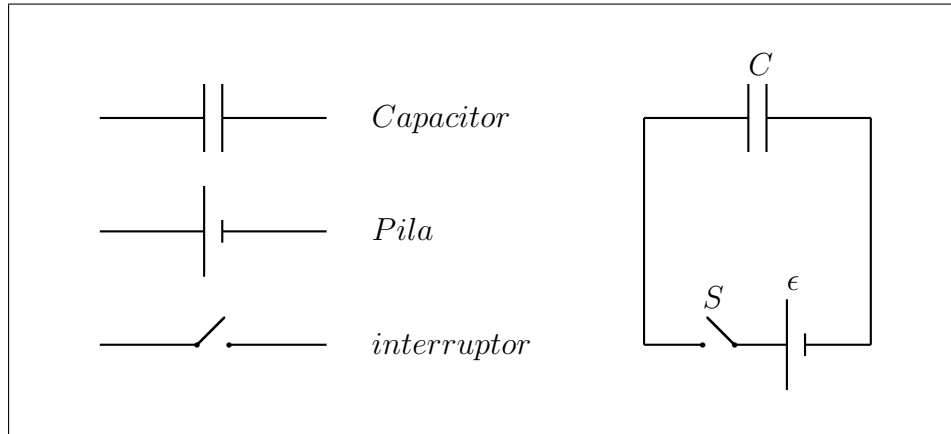 Capacitor
Pila
interruptor
C
S
ϵ